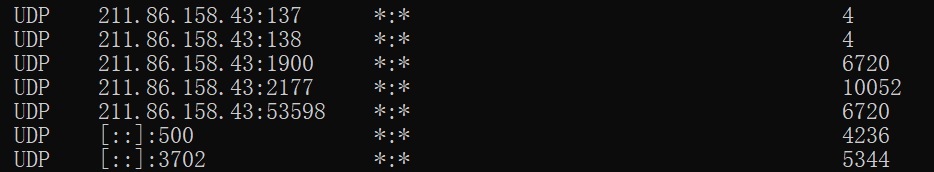 UDP 211.86.158.43:137 *:* 4
UDP 211.86.158.43:138 *:* 4
UDP 211.86.158.43:1900 *:* 6720
UDP 211.86.158.43:2177 *:* 10052
UDP 211.86.158.43:53598 *:* 6720
UDP [::]:500 *:* 4236
UDP [::]:3702 *:* 5344